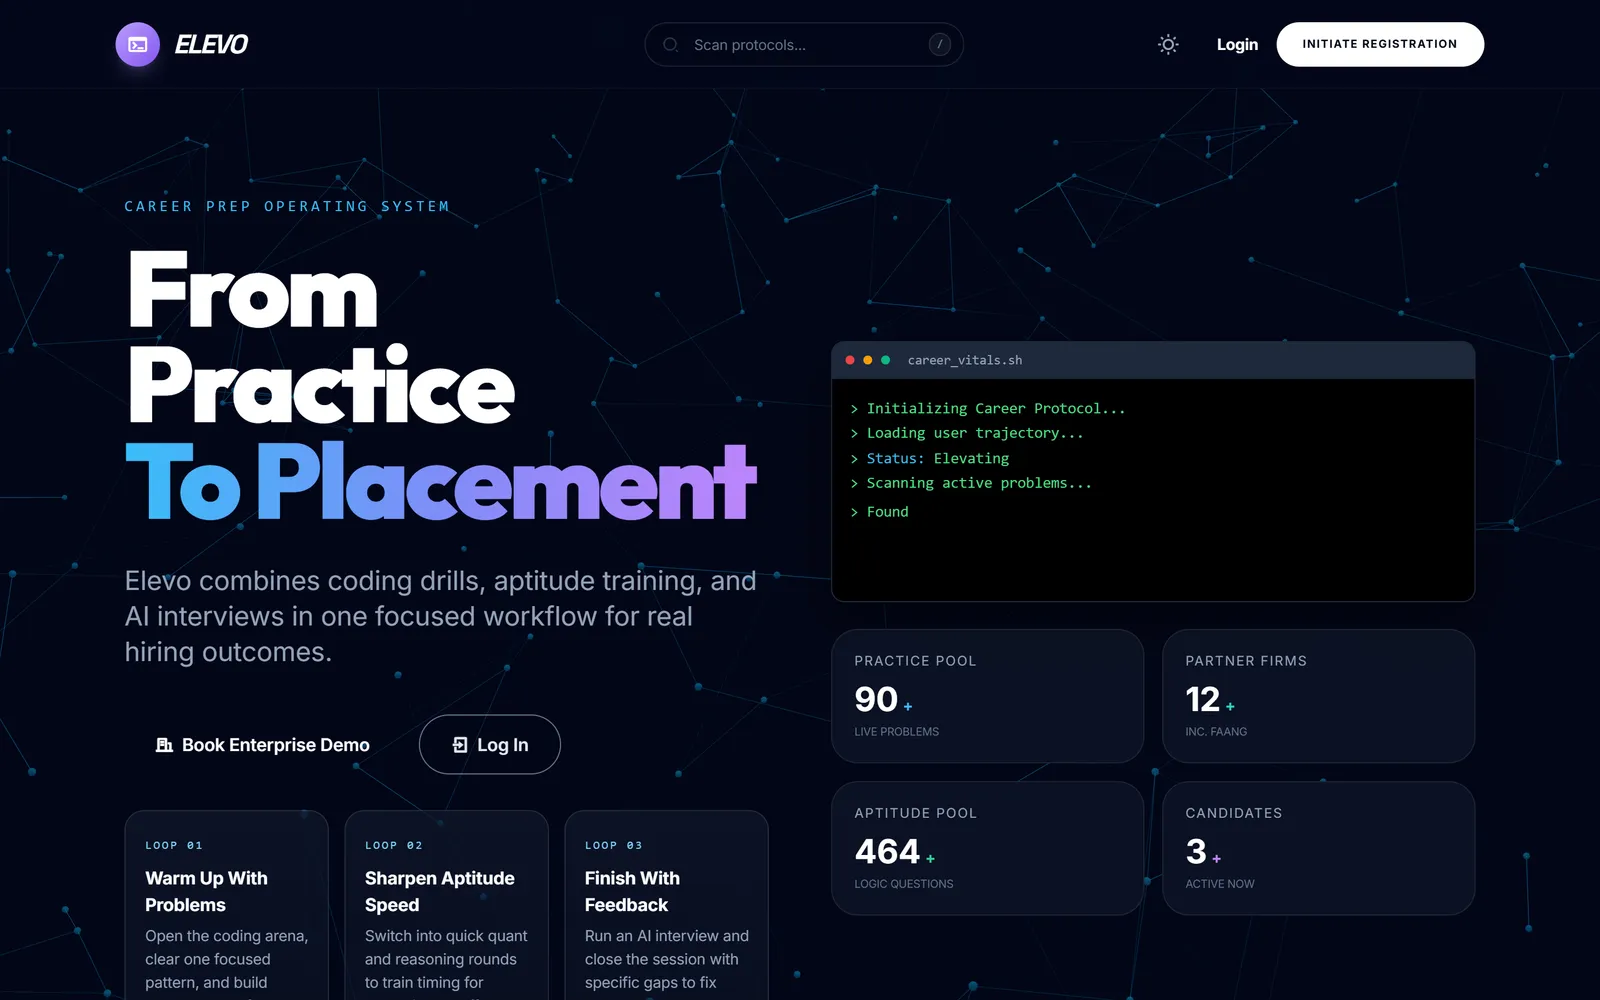 ELEVO
Scan protocols...
/
Login
INITIATE REGISTRATION
CAREER PREP OPERATING SYSTEM
From
Practice
To Placement
Elevo combines coding drills, aptitude training, and
AI interviews in one focused workflow for real
hiring outcomes.
Book Enterprise Demo
Log In
LOOP 01
Warm Up With
Problems
Open the coding arena,
clear one focused
pattern, and build
LOOP 02
Sharpen Aptitude
Speed
Switch into quick quant
and reasoning rounds
to train timing for
LOOP 03
Finish With
Feedback
Run an AI interview and
close the session with
specific gaps to fix
career_vitals.sh
> Initializing Career Protocol...
> Loading user trajectory...
> Status: Elevating
> Scanning active problems...
> Found
PRACTICE POOL
90 +
LIVE PROBLEMS
PARTNER FIRMS
12 +
INC. FAANG
APTITUDE POOL
464 +
LOGIC QUESTIONS
CANDIDATES
3 +
ACTIVE NOW